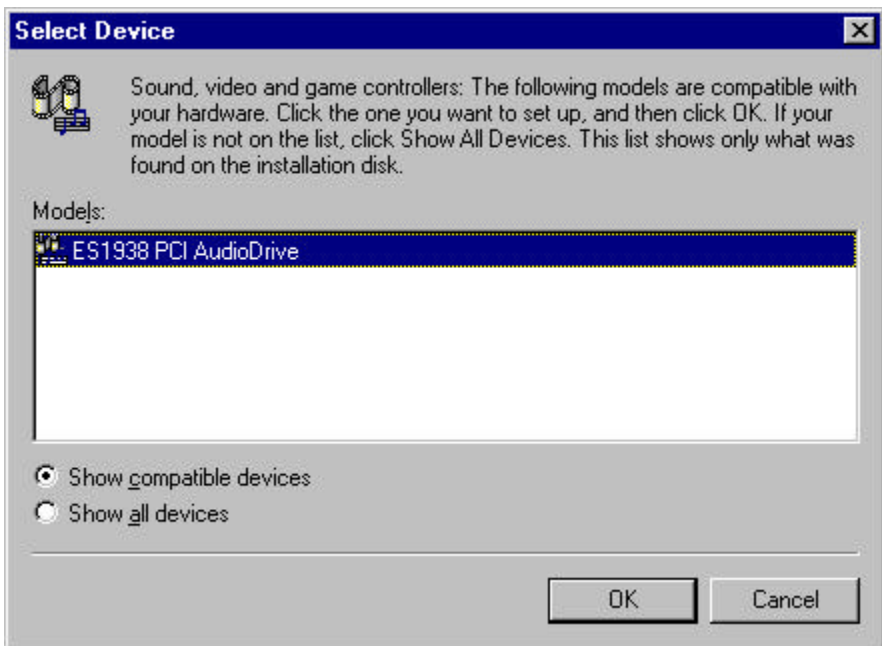 Select Device
Sound, video and game controllers: The following models are compatible with
your hardware. Click the one you want to set up, and then click OK. If your
model is not on the list, click Show All Devices. This list shows only what was
found on the installation disk.
Models:
ES1938 PCI AudioDrive
Show compatible devices
Show all devices
OK Cancel